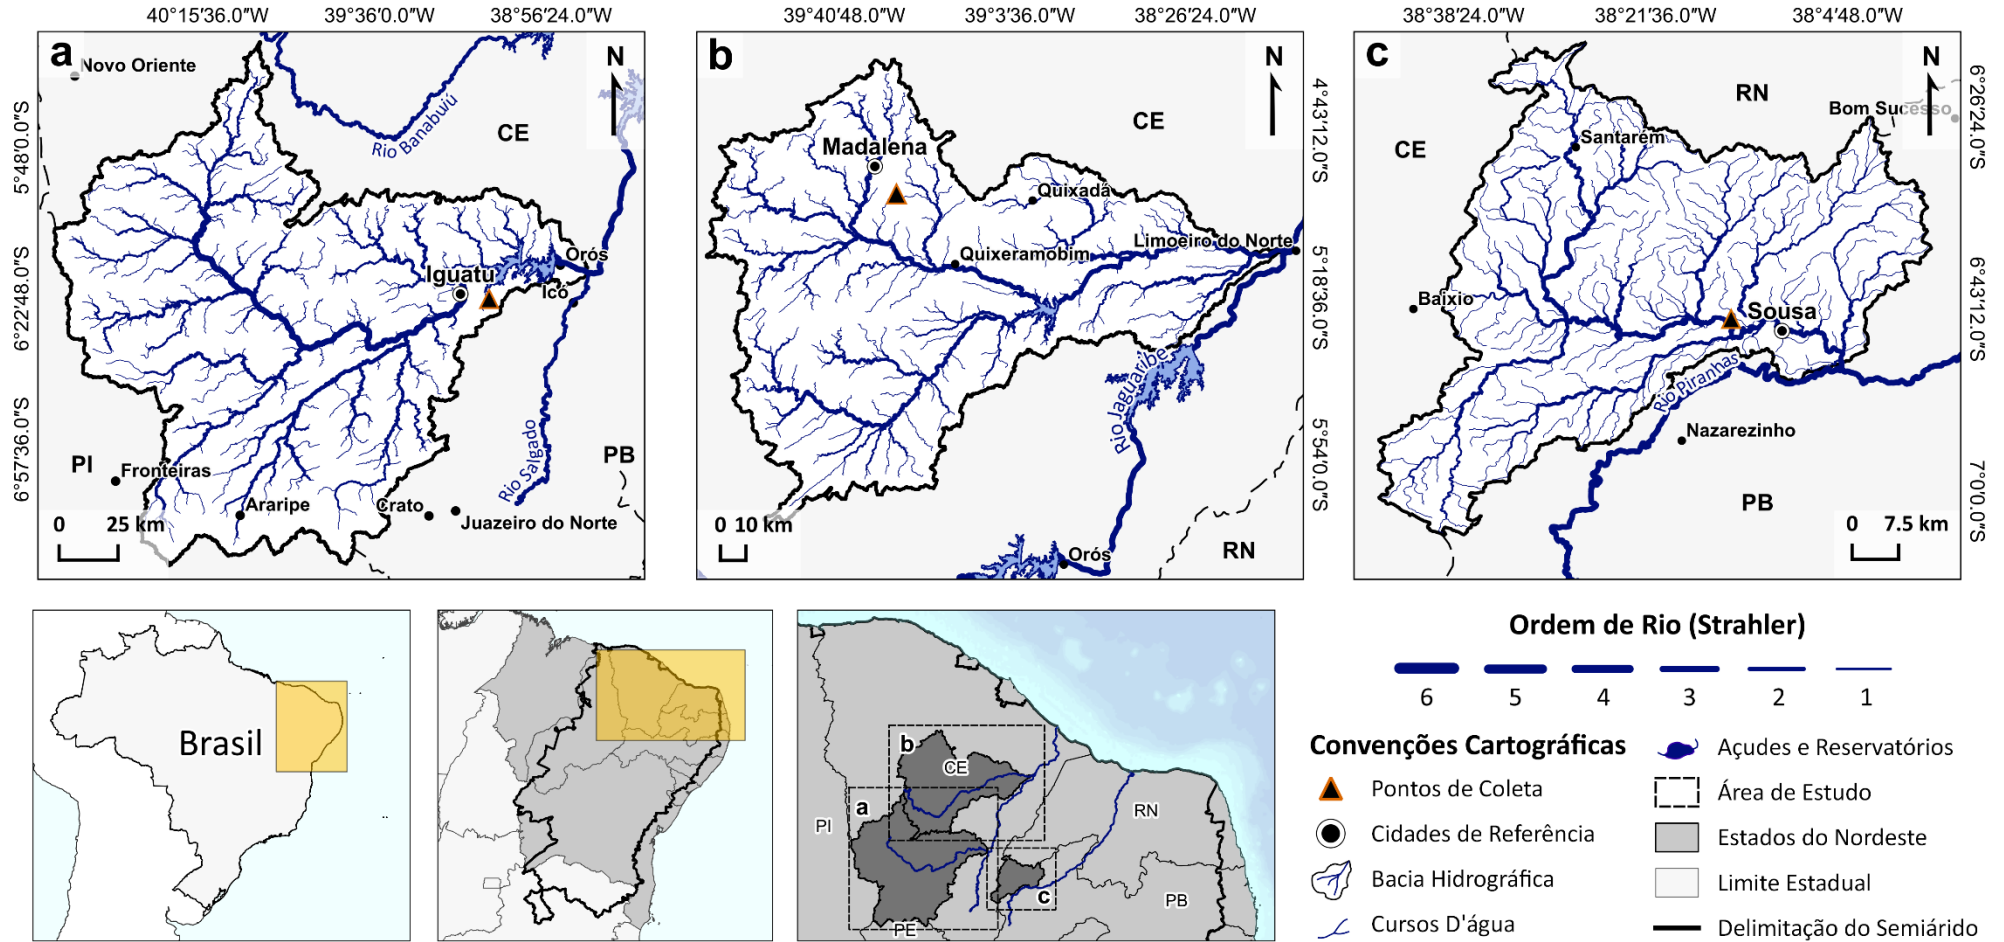 40°15'36.0"W 39°36'0.0"W 38°56'24.0"W
39°40'48.0"W 39°3'36.0"W 38°26'24.0"W
38°38'24.0"W 38°21'36.0"W 38°4'48.0"W
5°48'0.0"S
6°22'48.0"S
6°57'36.0"S
a
Novo Oriente
N
CE
Rio Banabuiú
Orós
Iguatu
Icó
Rio Salgado
PI
Fronteiras
PB
Araripe
Crato
Juazeiro do Norte
0 25 km
b
N
CE
Madalena
Quixadá
Limoeiro do Norte
Quixeramobim
Rio Jaguaribe
0 10 km
Orós
RN
4°43'12.0"S
5°18'36.0"S
5°54'0.0"S
c
N
RN
Bom Sucesso
CE
Santarém
Baixio
Sousa
Rio Piranhas
Nazarezinho
PB
0 7.5 km
6°26'24.0"S
6°43'12.0"S
7°0'0.0"S
Brasil
b
CE
a
PI
RN
c
PB
PE
Ordem de Rio (Strahler)
6 5 4 3 2 1
Convenções Cartográficas
Pontos de Coleta
Cidades de Referência
Bacia Hidrográfica
Cursos D'água
Açudes e Reservatórios
Área de Estudo
Estados do Nordeste
Limite Estadual
Delimitação do Semiárido